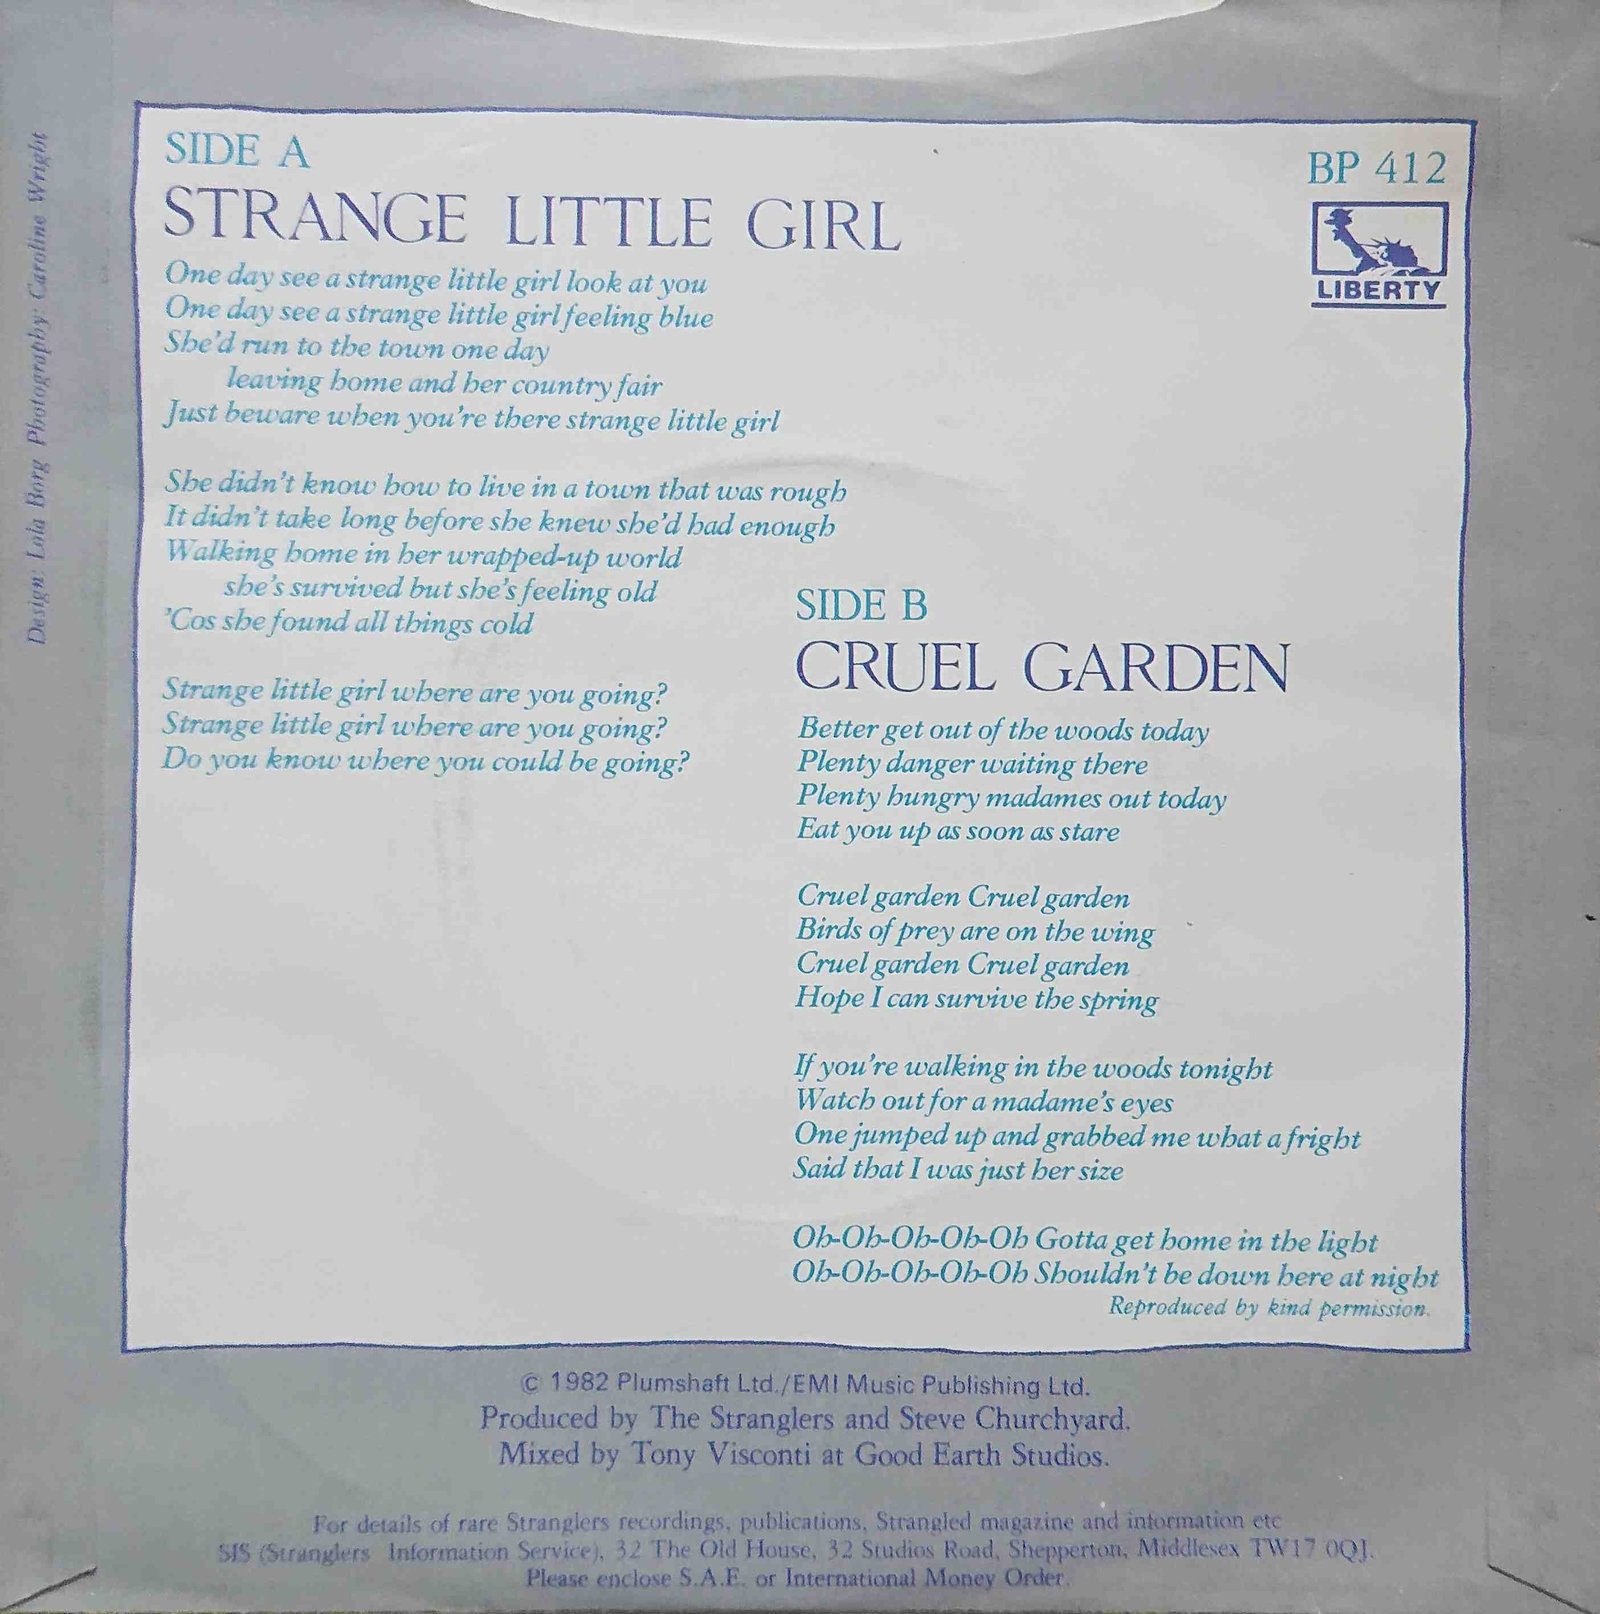 SIDE A
STRANGE LITTLE GIRL
One day see a strange little girl look at you
One day see a strange little girl feeling blue
She'd run to the town one day
leaving home and her country fair
Just beware when you're there strange little girl
She didn't know how to live in a town that was rough
It didn't take long before she knew she'd had enough
Walking home in her wrapped-up world
she's survived but she's feeling old
'Cos she found all things cold
Strange little girl where are you going?
Strange little girl where are you going?
Do you know where you could be going?
BP 412
LIBERTY
SIDE B
CRUEL GARDEN
Better get out of the woods today
Plenty danger waiting there
Plenty hungry madames out today
Eat you up as soon as stare
Cruel garden Cruel garden
Birds of prey are on the wing
Cruel garden Cruel garden
Hope I can survive the spring
If you're walking in the woods tonight
Watch out for a madame's eyes
One jumped up and grabbed me what a fright
Said that I was just her size
Oh-Oh-Oh-Oh-Oh Gotta get home in the light
Oh-Oh-Oh-Oh-Oh Shouldn't be down here at night
Reproduced by kind permission.
© 1982 Plumshaft Ltd./EMI Music Publishing Ltd.
Produced by The Stranglers and Steve Churchyard.
Mixed by Tony Visconti at Good Earth Studios.
For details of rare Stranglers recordings, publications, Strangled magazine and information etc
SIS (Stranglers Information Service), 32 The Old House, 32 Studios Road, Shepperton, Middlesex TW17 0QJ.
Please enclose S.A.E. or International Money Order.
Design: Lola Borg Photography: Caroline Wright